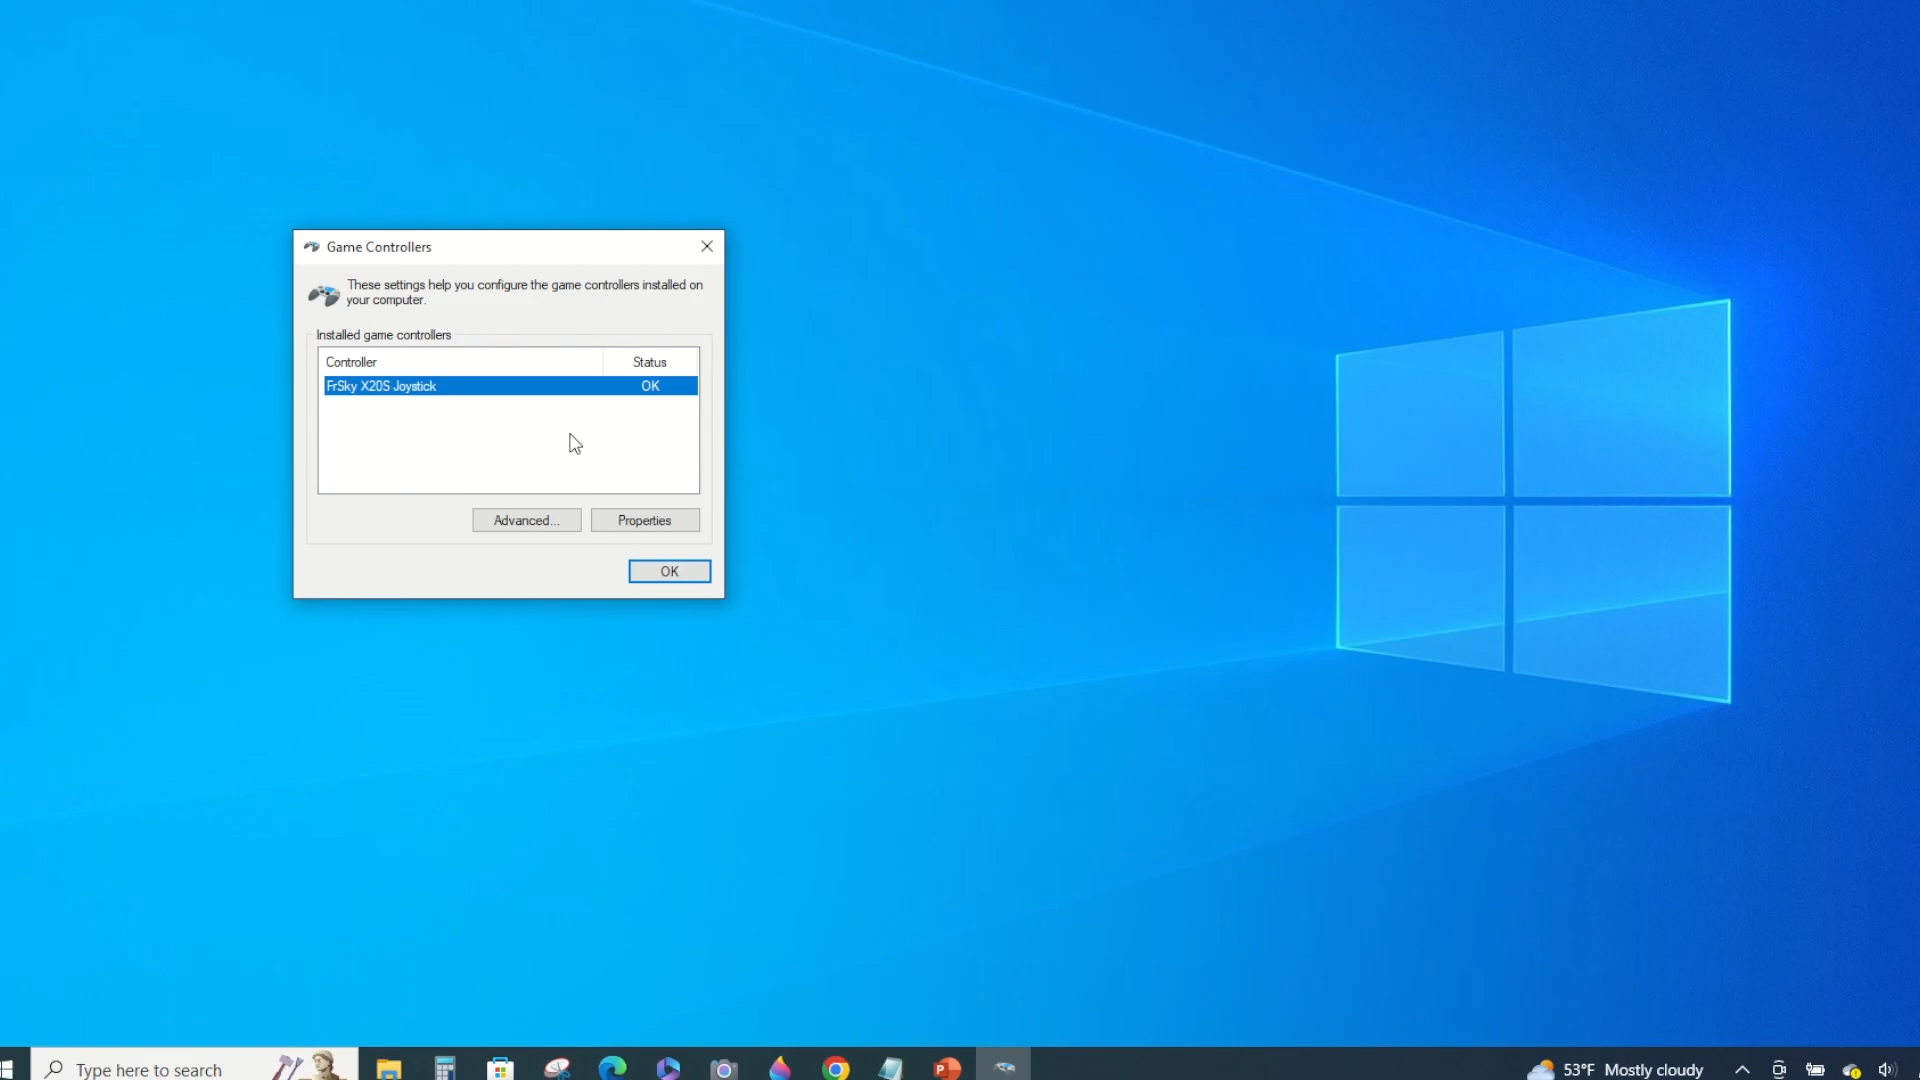 Game Controllers
These settings help you configure the game controllers installed on
your computer.
Installed game controllers
Controller Status
FrSky X20S Joystick OK
Advanced... Properties
OK
Type here to search
53°F Mostly cloudy